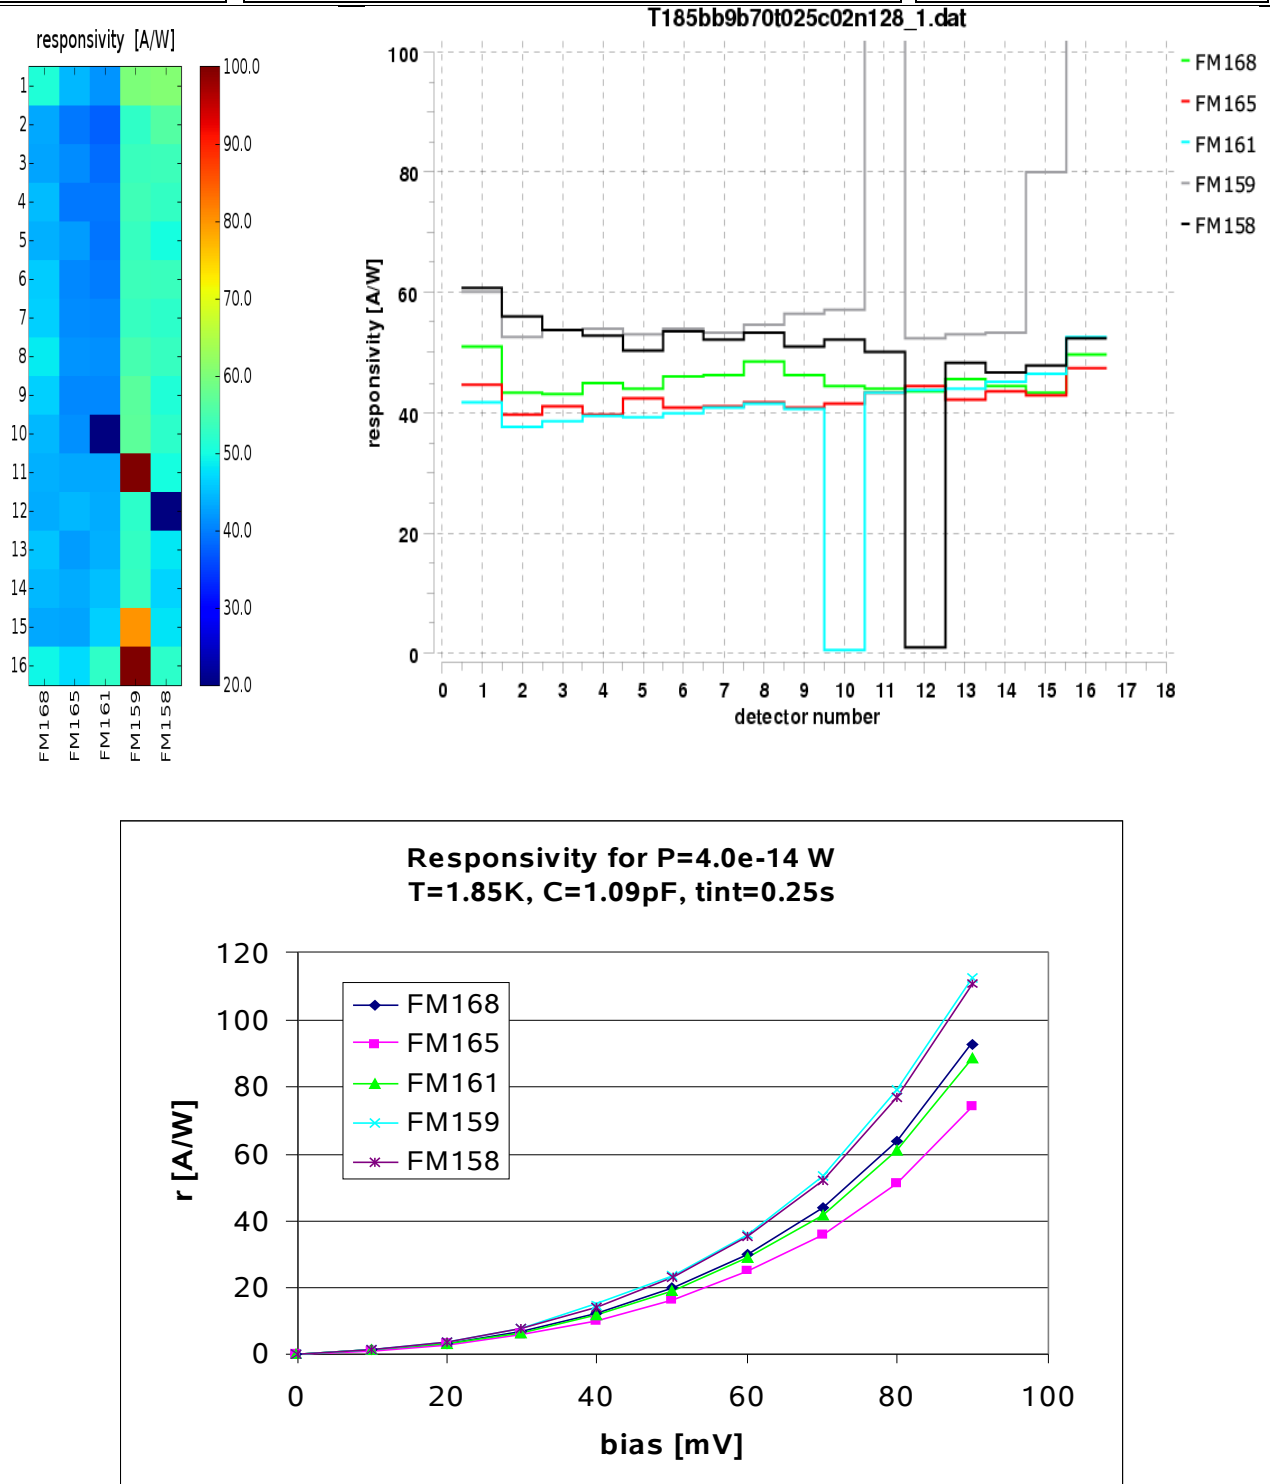 responsivity [A/W]
1
2
3
4
5
6
7
8
9
10
11
12
13
14
15
16
FM168
FM165
FM161
FM159
FM158
100.0
90.0
80.0
70.0
60.0
50.0
40.0
30.0
20.0
T185bb9b70t025c02n128_1.dat
responsivity [A/W]
100
80
60
40
20
0
0 1 2 3 4 5 6 7 8 9 10 11 12 13 14 15 16 17 18
detector number
FM168
FM165
FM161
FM159
FM158
Responsivity for P=4.0e-14 W
T=1.85K, C=1.09pF, tint=0.25s
r [A/W]
120
100
80
60
40
20
0
FM168
FM165
FM161
FM159
FM158
0 20 40 60 80 100
bias [mV]